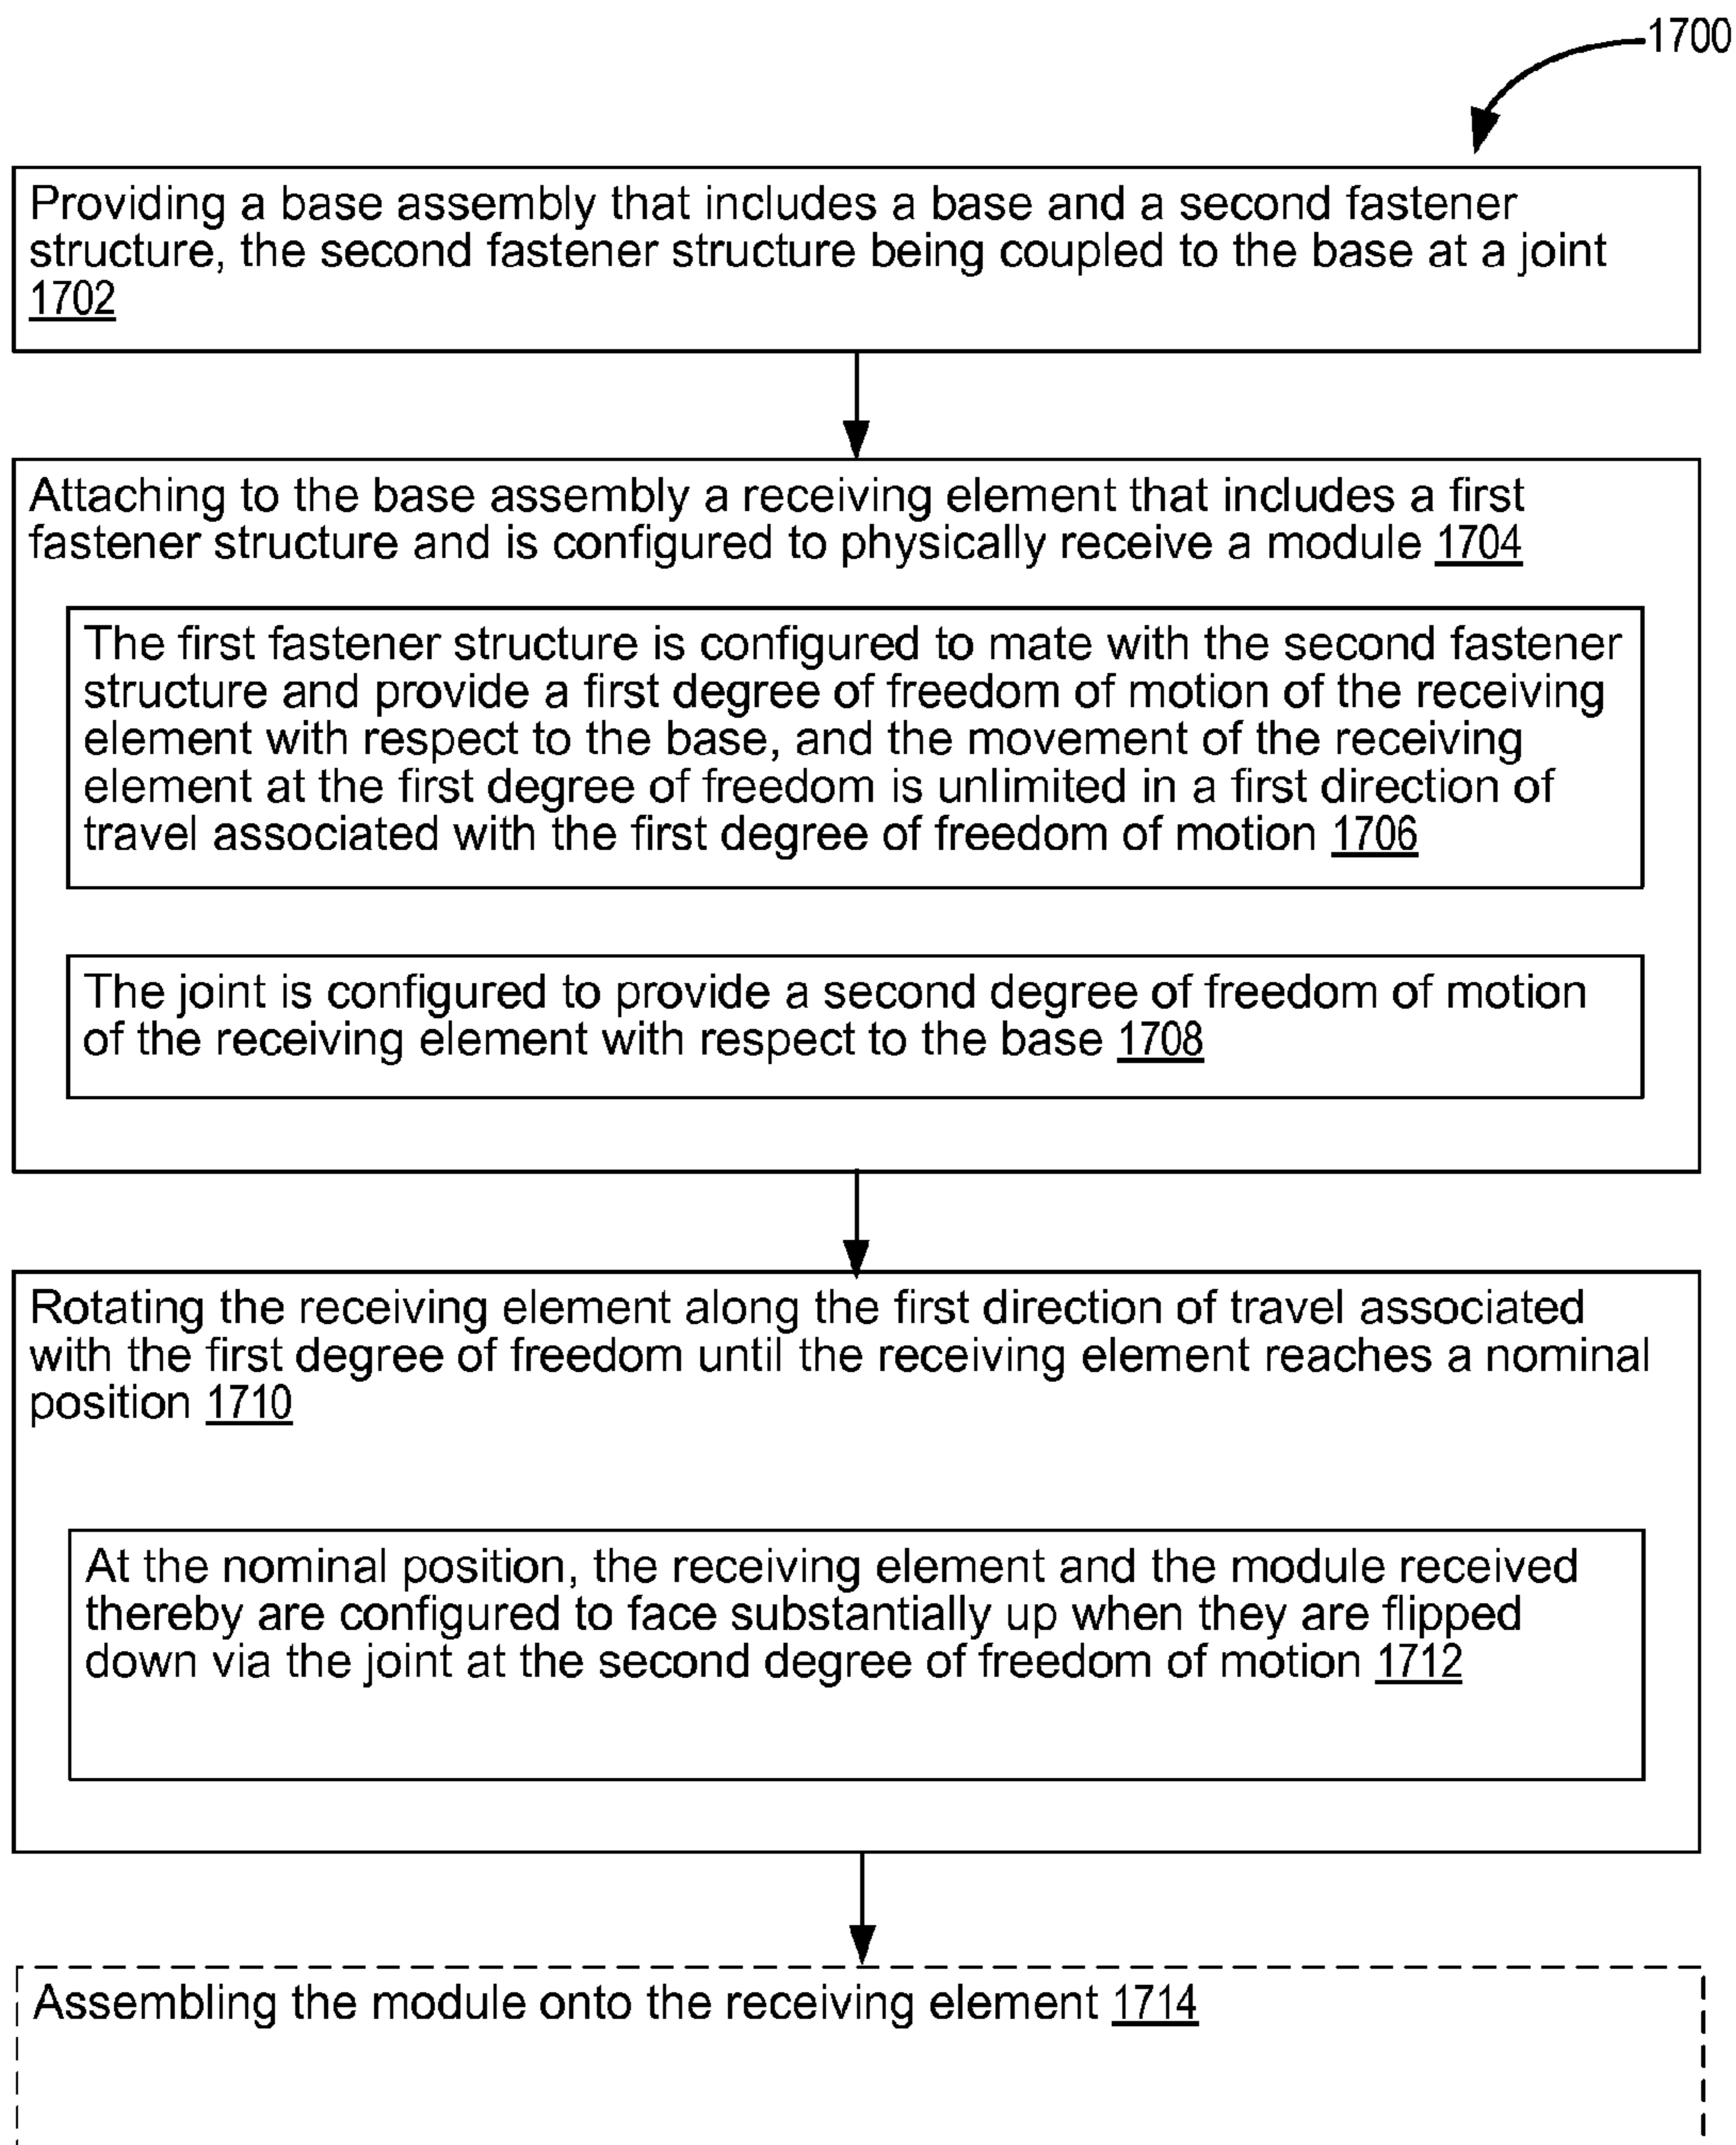 1700
Providing a base assembly that includes a base and a second fastener
structure, the second fastener structure being coupled to the base at a joint
1702
Attaching to the base assembly a receiving element that includes a first
fastener structure and is configured to physically receive a module 1704
The first fastener structure is configured to mate with the second fastener
structure and provide a first degree of freedom of motion of the receiving
element with respect to the base, and the movement of the receiving
element at the first degree of freedom is unlimited in a first direction of
travel associated with the first degree of freedom of motion 1706
The joint is configured to provide a second degree of freedom of motion
of the receiving element with respect to the base 1708
Rotating the receiving element along the first direction of travel associated
with the first degree of freedom until the receiving element reaches a nominal
position 1710
At the nominal position, the receiving element and the module received
thereby are configured to face substantially up when they are flipped
down via the joint at the second degree of freedom of motion 1712
Assembling the module onto the receiving element 1714